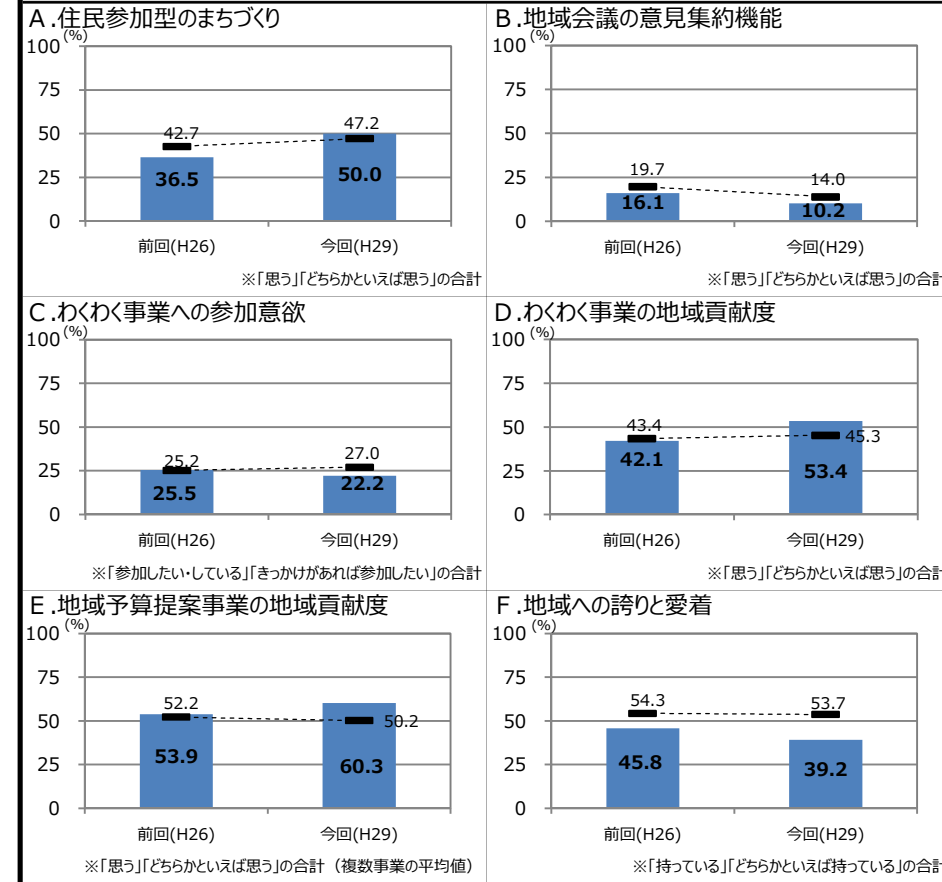 A.住民参加型のまちづくり
(%)
100
75
50
25
0
42.7
47.2
36.5
50.0
前回(H26)
今回(H29)
※「思う」「どちらかといえば思う」の合計
B.地域会議の意見集約機能
(%)
100
75
50
25
0
19.7
14.0
16.1
10.2
前回(H26)
今回(H29)
※「思う」「どちらかといえば思う」の合計
C.わくわく事業への参加意欲
(%)
100
75
50
25
0
25.2
27.0
25.5
22.2
前回(H26)
今回(H29)
※「参加したい・している」「きっかけがあれば参加したい」の合計
D.わくわく事業の地域貢献度
(%)
100
75
50
25
0
43.4
45.3
42.1
53.4
前回(H26)
今回(H29)
※「思う」「どちらかといえば思う」の合計
E.地域予算提案事業の地域貢献度
(%)
100
75
50
25
0
52.2
50.2
53.9
60.3
前回(H26)
今回(H29)
※「思う」「どちらかといえば思う」の合計(複数事業の平均値)
F.地域への誇りと愛着
(%)
100
75
50
25
0
54.3
53.7
45.8
39.2
前回(H26)
今回(H29)
※「持っている」「どちらかといえば持っている」の合計